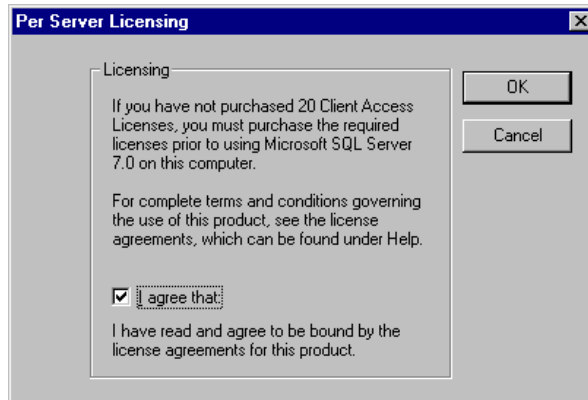 Per Server Licensing
Licensing
If you have not purchased 20 Client Access
Licenses, you must purchase the required
licenses prior to using Microsoft SQL Server
7.0 on this computer.
For complete terms and conditions governing
the use of this product, see the license
agreements, which can be found under Help.
I agree that:
I have read and agree to be bound by the
license agreements for this product.
OK
Cancel